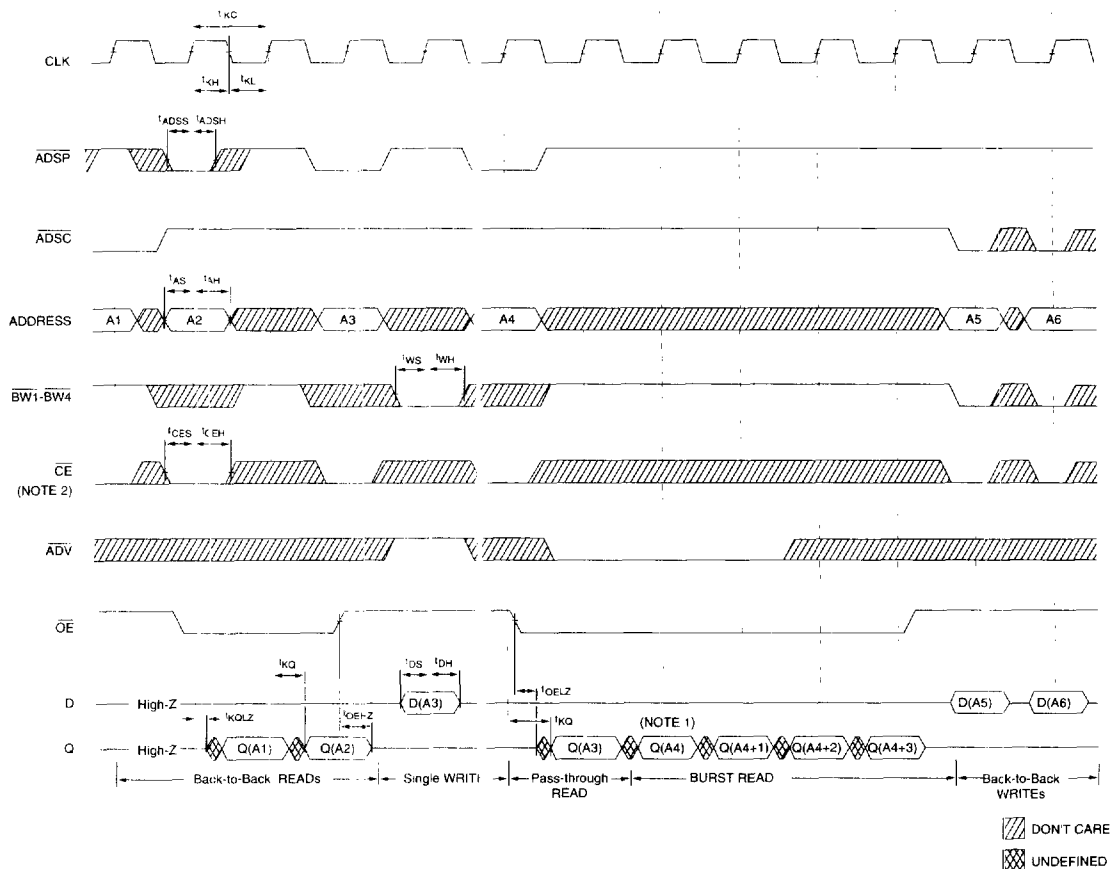 tKC
CLK
tKH tKL
tADSS tADSH
ADSP
ADSC
tAS tAH
ADDRESS A1 A2 A3 A4 A5 A6
tWS tWH
BW1-BW4
tCES tCEH
CE
(NOTE 2)
ADV
OE
tKQ tDS tDH
D High-Z D(A3) tOELZ D(A5) D(A6)
tKQLZ tOEHZ tKQ (NOTE 1)
Q High-Z Q(A1) Q(A2) Q(A3) Q(A4) Q(A4+1) Q(A4+2) Q(A4+3)
Back-to-Back READs Single WRITE Pass-through READ BURST READ Back-to-Back WRITEs
DON'T CARE
UNDEFINED